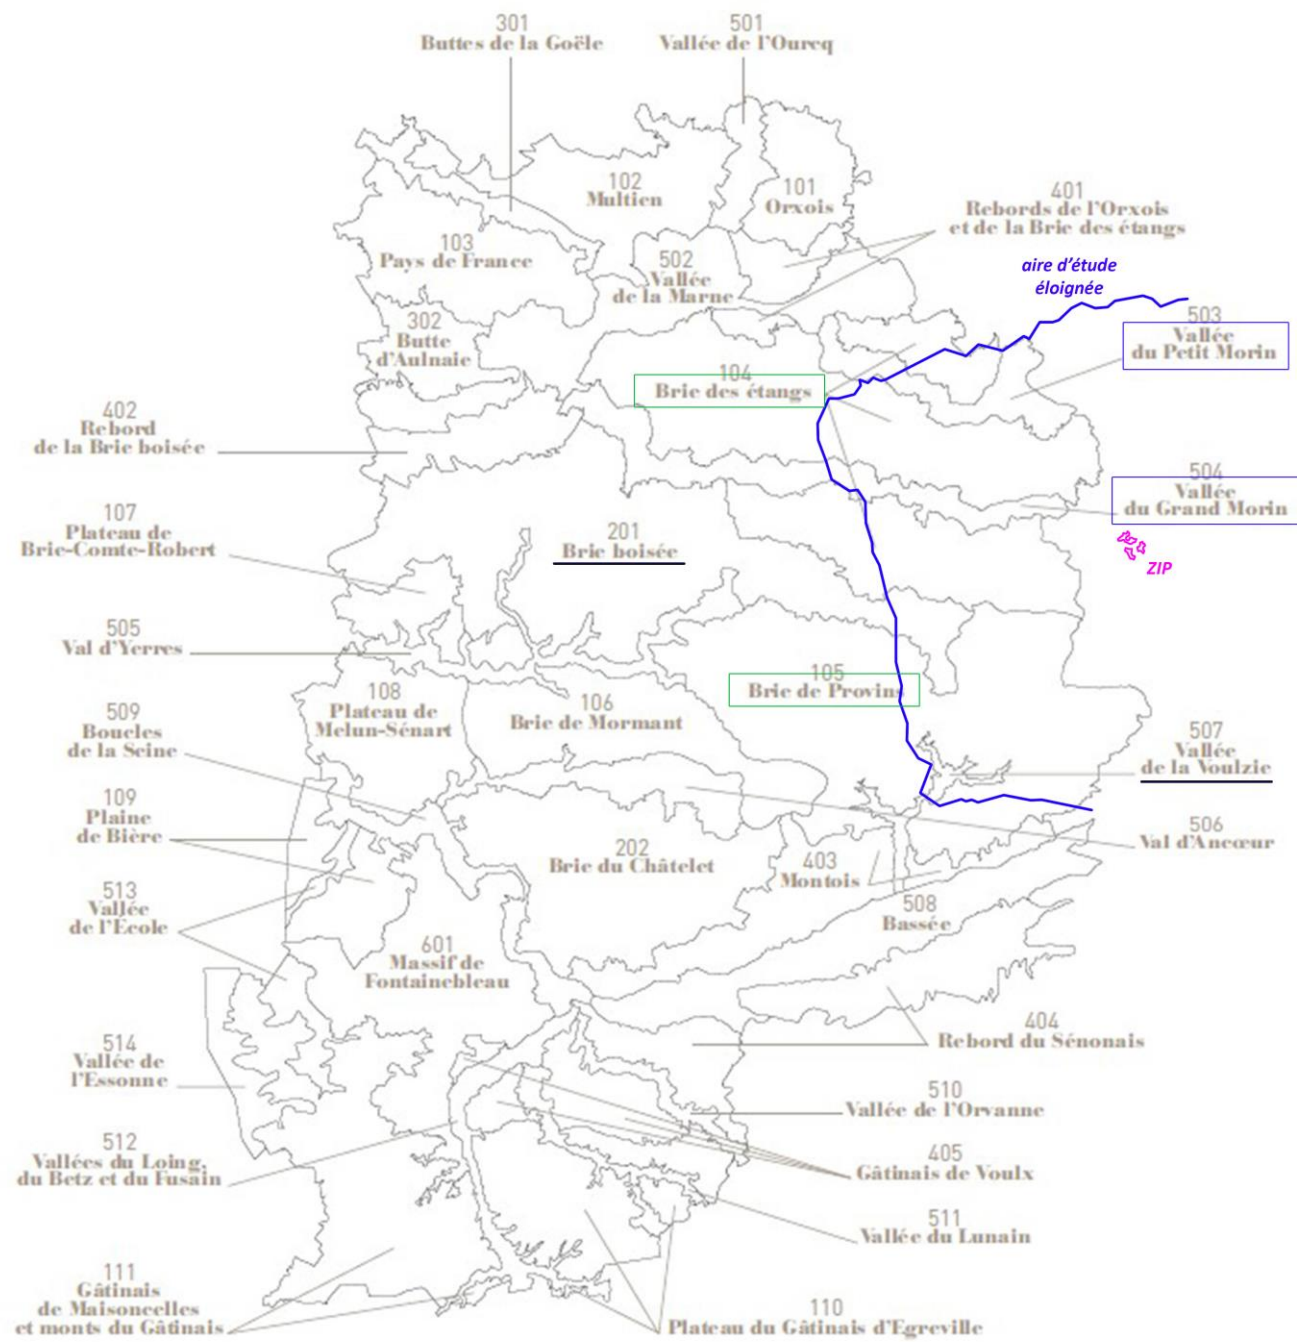 301
Buttes de la Goële
501
Vallée de l'Ourcq
102
Multien
101
Orxois
401
Rebords de l'Orxois
et de la Brie des étangs
103
Pays de France
502
Vallée
de la Marne
aire d'étude
éloignée
302
Butte
d'Aulnaie
503
Vallée
du Petit Morin
104
Brie des étangs
402
Rebord
de la Brie boisée
504
Vallée
du Grand Morin
107
Plateau de
Brie-Comte-Robert
201
Brie boisée
ZIP
505
Val d'Yerres
105
Brie de Provins
108
Plateau de
Melun-Sénart
106
Brie de Mormant
509
Boucles
de la Seine
507
Vallée
de la Voulzie
109
Plaine
de Bière
506
Val d'Ancœur
202
Brie du Châtelet
403
Montois
513
Vallée
de l'Ecole
508
Bassée
601
Massif de
Fontainebleau
404
Rebord du Sénonais
514
Vallée de
l'Essonne
510
Vallée de l'Orvanne
512
Vallées du Loing,
du Betz et du Fusain
405
Gâtinais de Voulx
511
Vallée du Lunain
111
Gâtinais
de Maisoncelles
et monts du Gâtinais
110
Plateau du Gâtinais d'Egreville